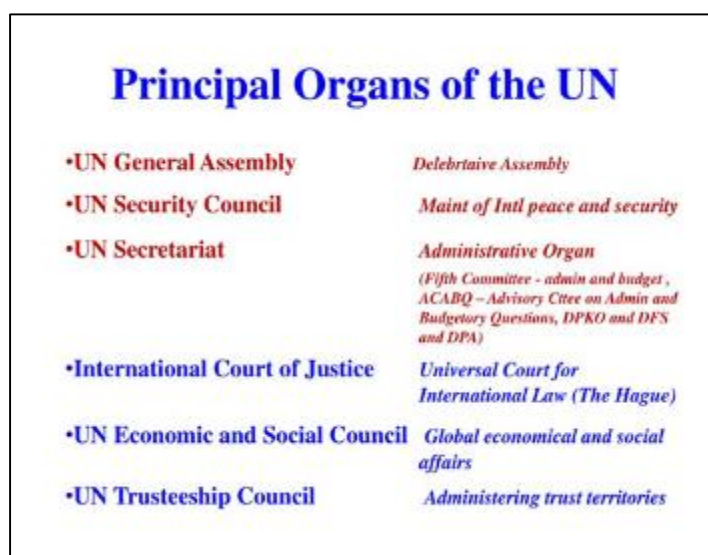 Principal Organs of the UN
•UN General Assembly Delebrtaive Assembly
•UN Security Council Maint of Intl peace and security
•UN Secretariat Administrative Organ
(Fifth Committee - admin and budget ,
ACABQ – Advisory Cttee on Admin and
Budgetory Questions, DPKO and DFS
and DPA)
•International Court of Justice Universal Court for
International Law (The Hague)
•UN Economic and Social Council Global economical and social
affairs
•UN Trusteeship Council Administering trust territories